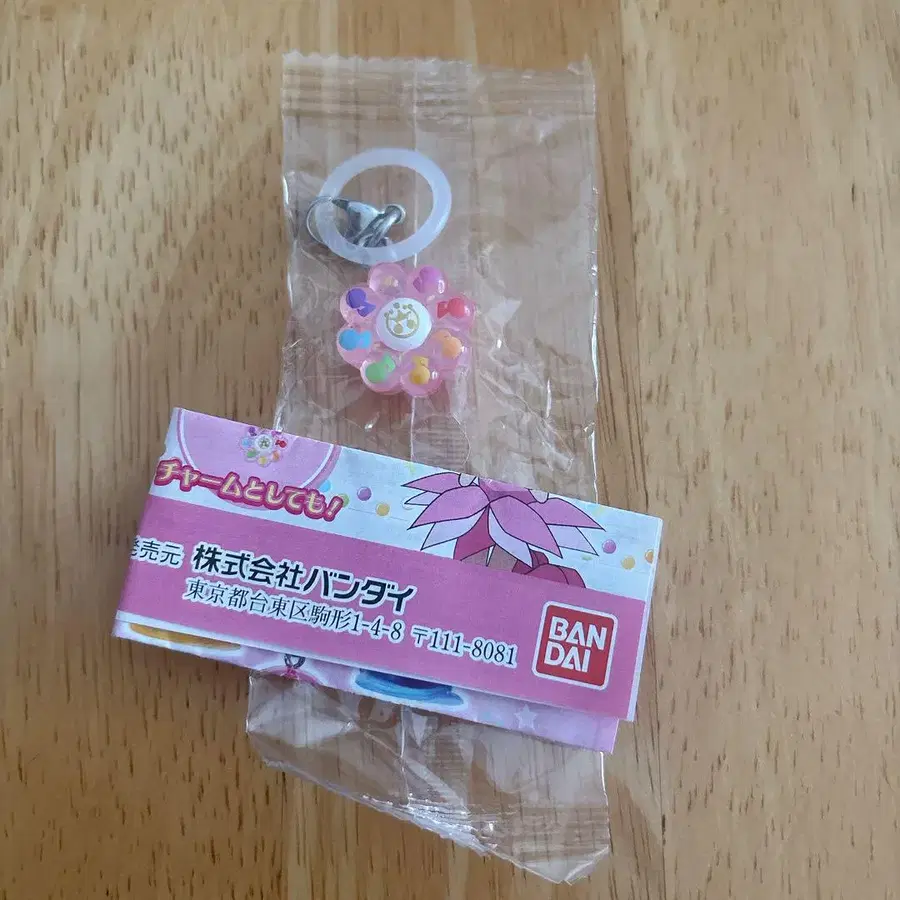 チャームとしても!
発売元 株式会社バンダイ
東京都台東区駒形1-4-8 〒111-8081
BAN
DAI